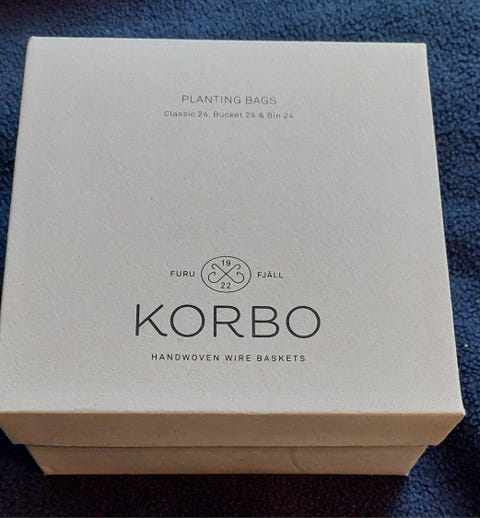 PLANTING BAGS
Classic 24, Bucket 24 & Bin 24
19
FURU FJÄLL
22
KORBO
HANDWOVEN WIRE BASKETS